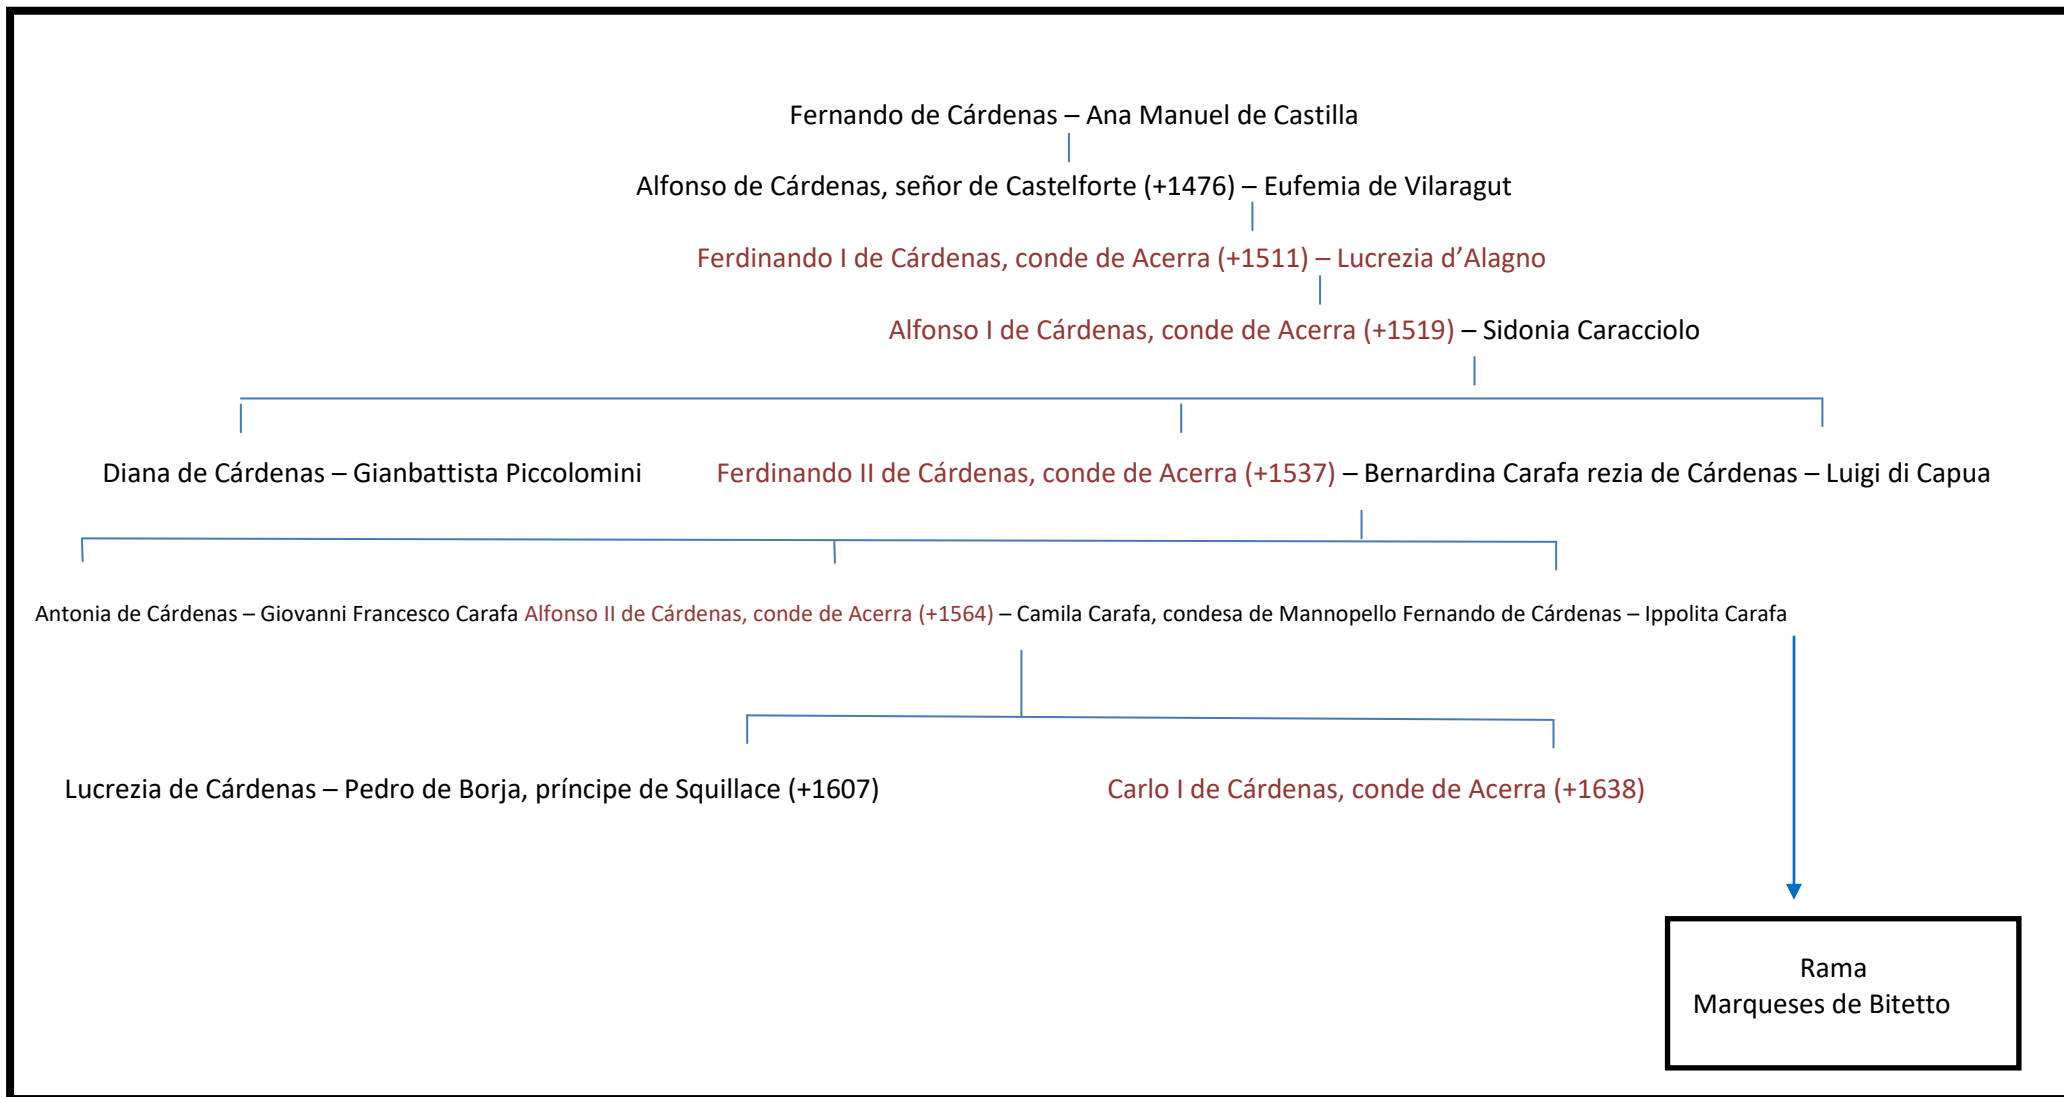 Fernando de Cárdenas – Ana Manuel de Castilla
Alfonso de Cárdenas, señor de Castelforte (+1476) – Eufemia de Vilaragut
Ferdinando I de Cárdenas, conde de Acerra (+1511) – Lucrezia d’Alagno
Alfonso I de Cárdenas, conde de Acerra (+1519) – Sidonia Caracciolo
Diana de Cárdenas – Gianbattista Piccolomini Ferdinando II de Cárdenas, conde de Acerra (+1537) – Bernardina Carafa rezia de Cárdenas – Luigi di Capua
Antonia de Cárdenas – Giovanni Francesco Carafa Alfonso II de Cárdenas, conde de Acerra (+1564) – Camila Carafa, condesa de Mannopello Fernando de Cárdenas – Ippolita Carafa
Lucrezia de Cárdenas – Pedro de Borja, príncipe de Squillace (+1607) Carlo I de Cárdenas, conde de Acerra (+1638)
Rama
Marqueses de Bitetto